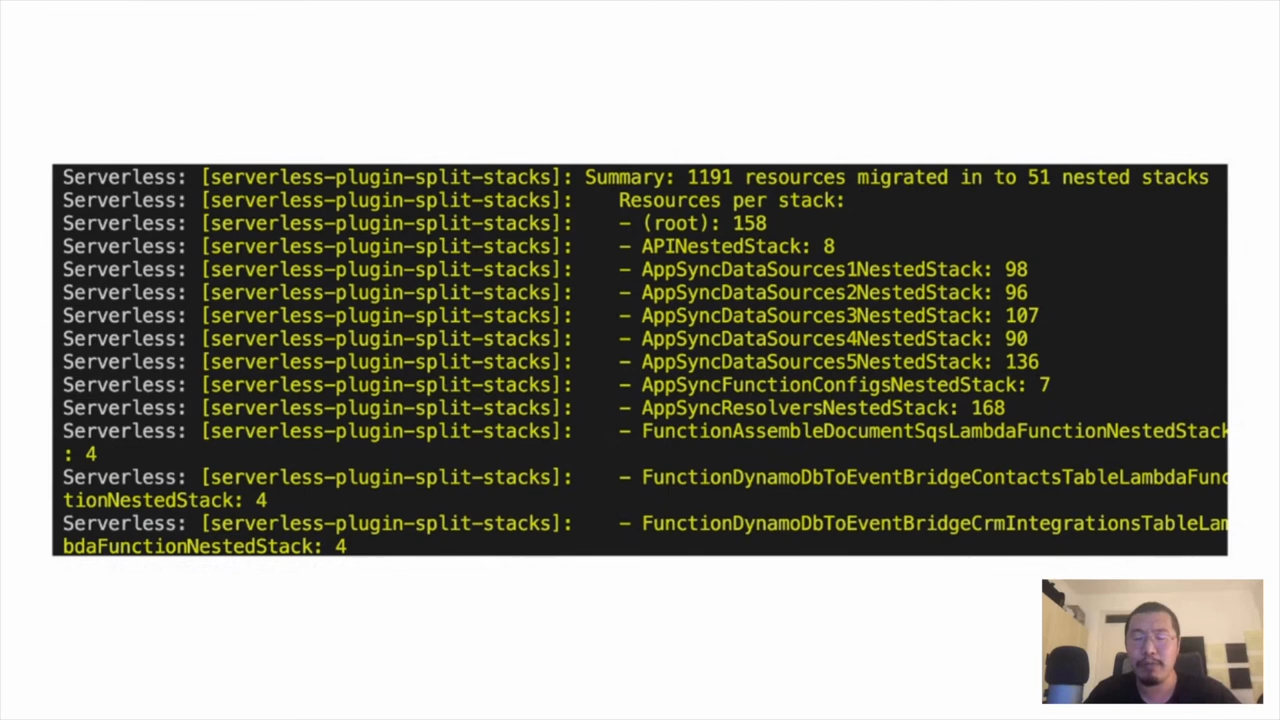 Serverless: [serverless-plugin-split-stacks]: Summary: 1191 resources migrated in to 51 nested stacks
Serverless: [serverless-plugin-split-stacks]:    Resources per stack:
Serverless: [serverless-plugin-split-stacks]:    - (root): 158
Serverless: [serverless-plugin-split-stacks]:    - APINestedStack: 8
Serverless: [serverless-plugin-split-stacks]:    - AppSyncDataSources1NestedStack: 98
Serverless: [serverless-plugin-split-stacks]:    - AppSyncDataSources2NestedStack: 96
Serverless: [serverless-plugin-split-stacks]:    - AppSyncDataSources3NestedStack: 107
Serverless: [serverless-plugin-split-stacks]:    - AppSyncDataSources4NestedStack: 90
Serverless: [serverless-plugin-split-stacks]:    - AppSyncDataSources5NestedStack: 136
Serverless: [serverless-plugin-split-stacks]:    - AppSyncFunctionConfigsNestedStack: 7
Serverless: [serverless-plugin-split-stacks]:    - AppSyncResolversNestedStack: 168
Serverless: [serverless-plugin-split-stacks]:    - FunctionAssembleDocumentSqsLambdaFunctionNestedStack
: 4
Serverless: [serverless-plugin-split-stacks]:    - FunctionDynamoDbToEventBridgeContactsTableLambdaFunc
tionNestedStack: 4
Serverless: [serverless-plugin-split-stacks]:    - FunctionDynamoDbToEventBridgeCrmIntegrationsTableLam
bdaFunctionNestedStack: 4